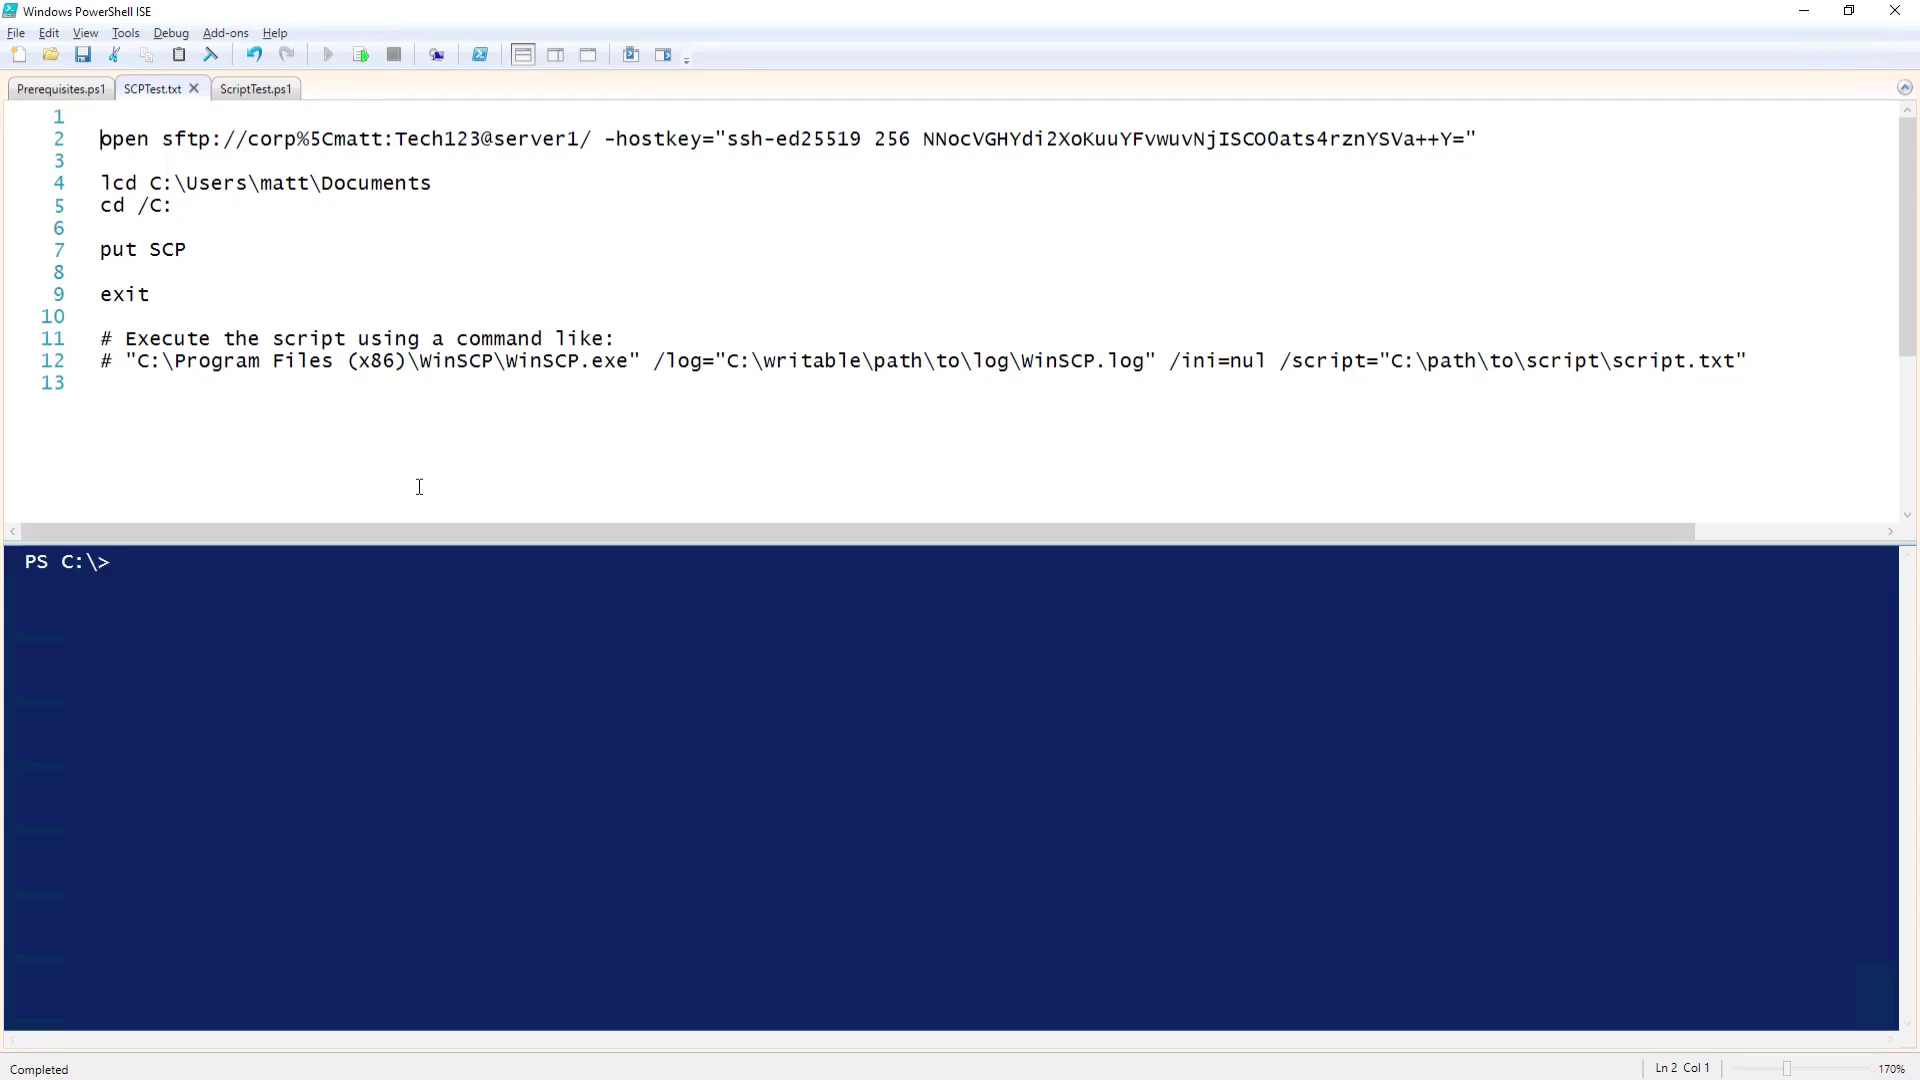 Windows PowerShell ISE
File Edit View Tools Debug Add-ons Help
Prerequisites.ps1 SCPTest.txt ScriptTest.ps1
1
2 open sftp://corp%5Cmatt:Tech123@server1/ -hostkey="ssh-ed25519 256 NNocVGHYdi2XoKuuYFvwuvNjISCO0ats4rznYSVa++Y="
3
4 lcd C:\Users\matt\Documents
5 cd /C:
6
7 put SCP
8
9 exit
10
11 # Execute the script using a command like:
12 # "C:\Program Files (x86)\WinSCP\WinSCP.exe" /log="C:\writable\path\to\log\WinSCP.log" /ini=nul /script="C:\path\to\script\script.txt"
13
PS C:\>
Completed Ln 2 Col 1 170%